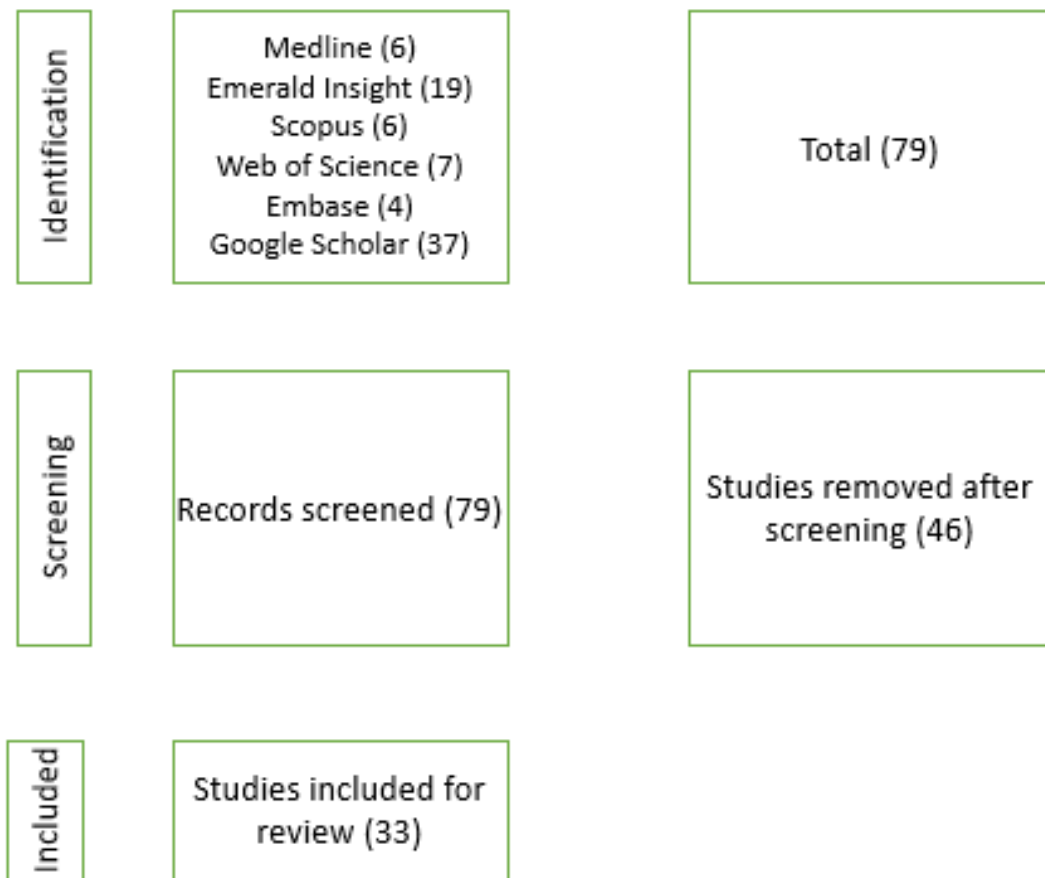 Identification
Medline (6)
Emerald Insight (19)
Scopus (6)
Web of Science (7)
Embase (4)
Google Scholar (37)
Total (79)
Screening
Records screened (79)
Studies removed after
screening (46)
Included
Studies included for
review (33)